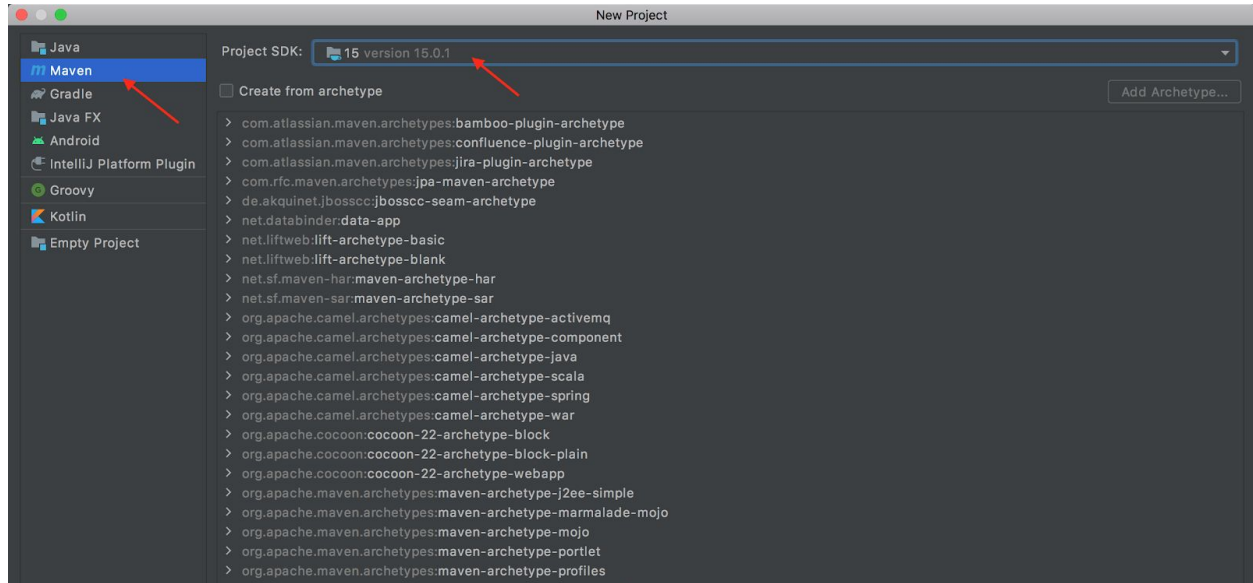 New Project
Java
Maven
Gradle
Java FX
Android
IntelliJ Platform Plugin
Groovy
Kotlin
Empty Project
Project SDK: 15 version 15.0.1
Create from archetype
Add Archetype...
com.atlassian.maven.archetypes:bamboo-plugin-archetype
com.atlassian.maven.archetypes:confluence-plugin-archetype
com.atlassian.maven.archetypes:jira-plugin-archetype
com.rfc.maven.archetypes:jpa-maven-archetype
de.akquinet.jbosscc:jbosscc-seam-archetype
net.databinder:data-app
net.liftweb:lift-archetype-basic
net.liftweb:lift-archetype-blank
net.sf.maven-har:maven-archetype-har
net.sf.maven-sar:maven-archetype-sar
org.apache.camel.archetypes:camel-archetype-activemq
org.apache.camel.archetypes:camel-archetype-component
org.apache.camel.archetypes:camel-archetype-java
org.apache.camel.archetypes:camel-archetype-scala
org.apache.camel.archetypes:camel-archetype-spring
org.apache.camel.archetypes:camel-archetype-war
org.apache.cocoon:cocoon-22-archetype-block
org.apache.cocoon:cocoon-22-archetype-block-plain
org.apache.cocoon:cocoon-22-archetype-webapp
org.apache.maven.archetypes:maven-archetype-j2ee-simple
org.apache.maven.archetypes:maven-archetype-marmalade-mojo
org.apache.maven.archetypes:maven-archetype-mojo
org.apache.maven.archetypes:maven-archetype-portlet
org.apache.maven.archetypes:maven-archetype-profiles